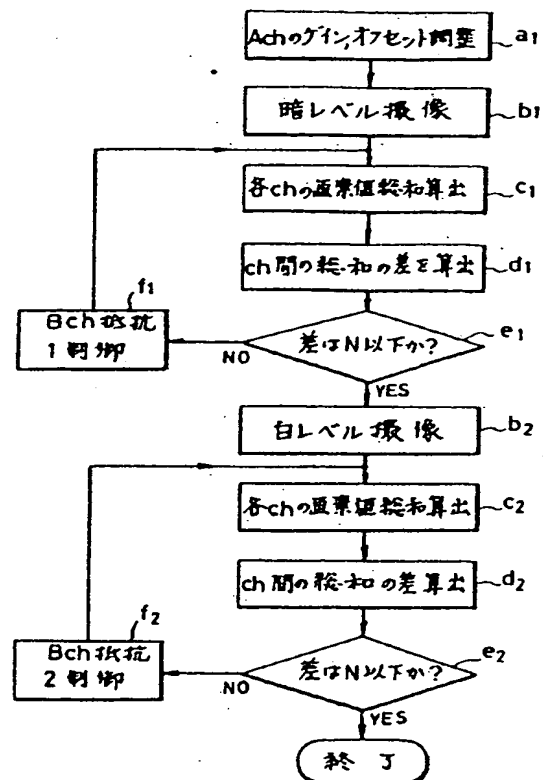 Achのゲイン,オフセット調整
a1
暗レベル撮像
b1
各chの画素値総和算出
c1
ch間の総和の差を算出
d1
差はN以下か?
e1
NO
YES
f1
Bch抵抗
1制御
白レベル撮像
b2
各chの画素値総和算出
c2
ch間の総和の差算出
d2
差はN以下か?
e2
NO
YES
f2
Bch抵抗
2制御
終了